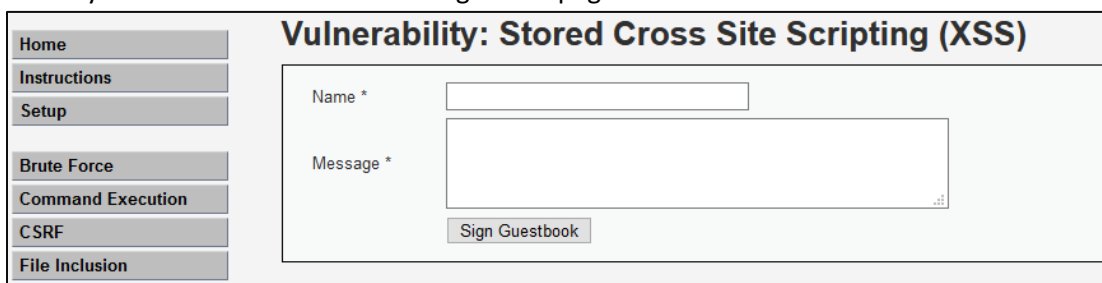 Vulnerability: Stored Cross Site Scripting (XSS)
Home
Instructions
Setup
Brute Force
Command Execution
CSRF
File Inclusion
Name *
Message *
Sign Guestbook